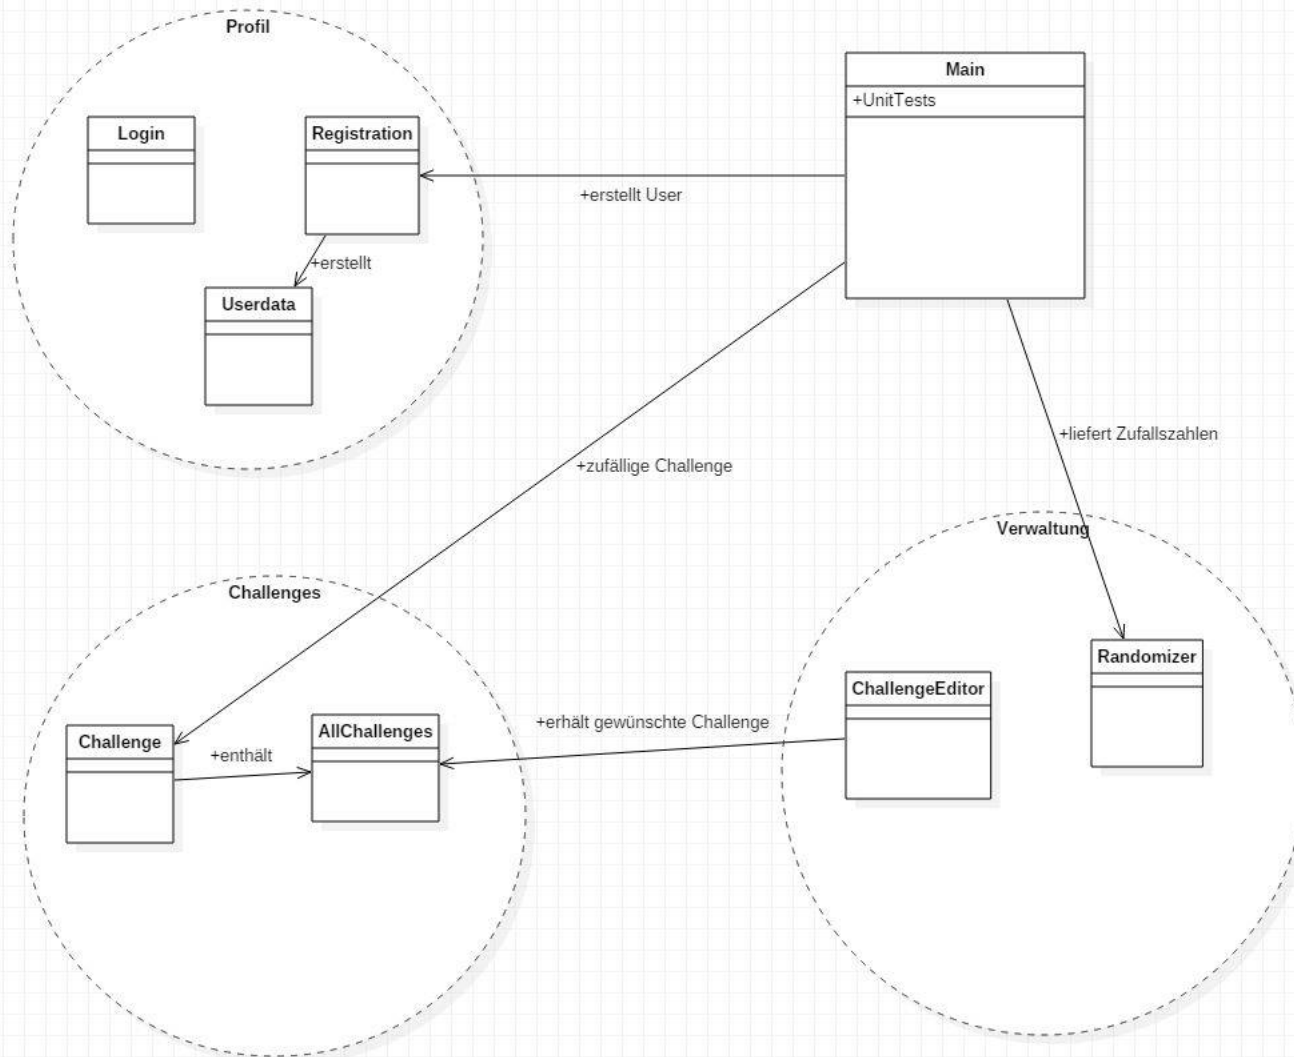 Profil
Main
+UnitTests
Login
Registration
+erstellt User
+erstellt
Userdata
+liefert Zufallszahlen
+zufällige Challenge
Verwaltung
Challenges
Randomizer
ChallengeEditor
+erhält gewünschte Challenge
AllChallenges
Challenge
+enthält